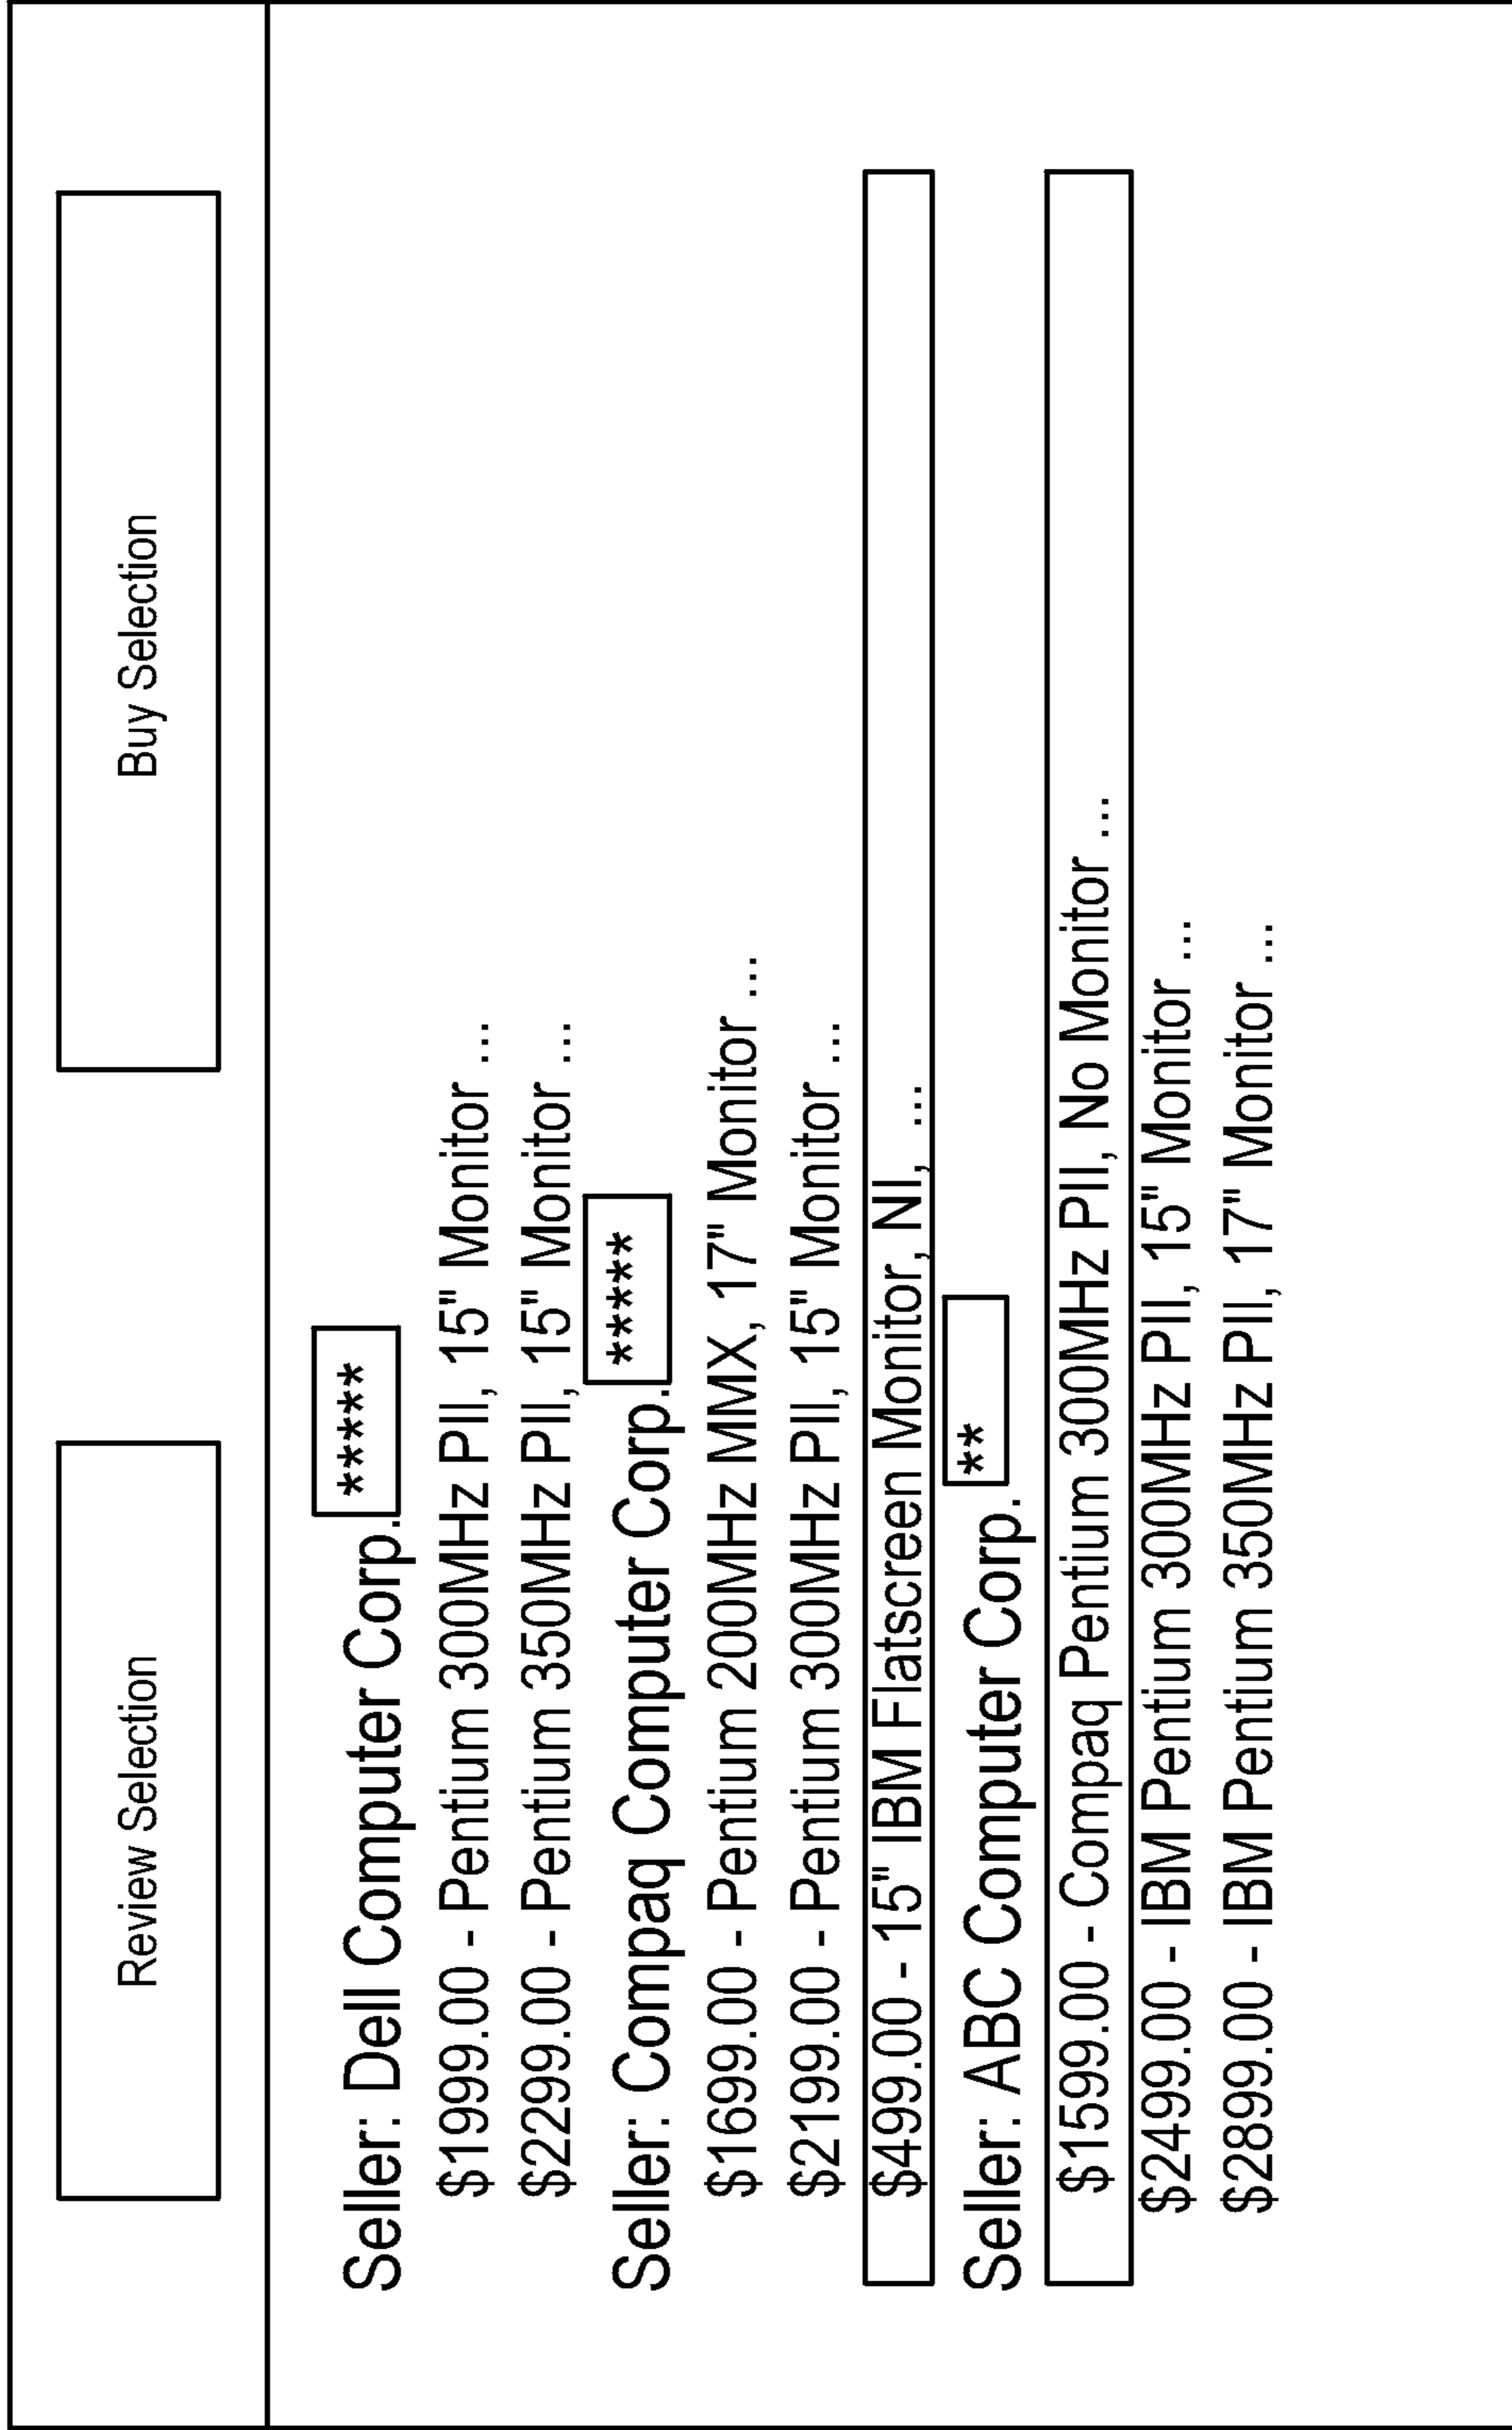 Review Selection
Buy Selection
Seller: Dell Computer Corp. *****
$1999.00 - Pentium 300MHz PII, 15" Monitor ...
$2299.00 - Pentium 350MHz PII, 15" Monitor ...
Seller: Compaq Computer Corp. *****
$1699.00 - Pentium 200MHz MMX, 17" Monitor ...
$2199.00 - Pentium 300MHz PII, 15" Monitor ...
$499.00 - 15" IBM Flatscreen Monitor, NI, ...
Seller: ABC Computer Corp. **
$1599.00 - Compaq Pentium 300MHz PII, No Monitor ...
$2499.00 - IBM Pentium 300MHz PII, 15" Monitor ...
$2899.00 - IBM Pentium 350MHz PII, 17" Monitor ...